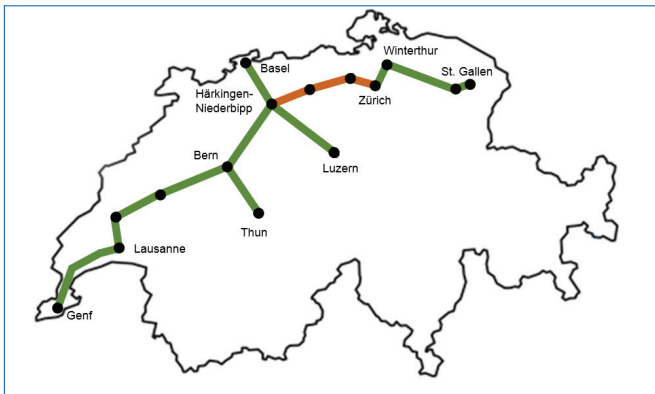 Winterthur
Basel
St. Gallen
Härkingen-
Niederbipp
Zürich
Bern
Luzern
Thun
Lausanne
Genf